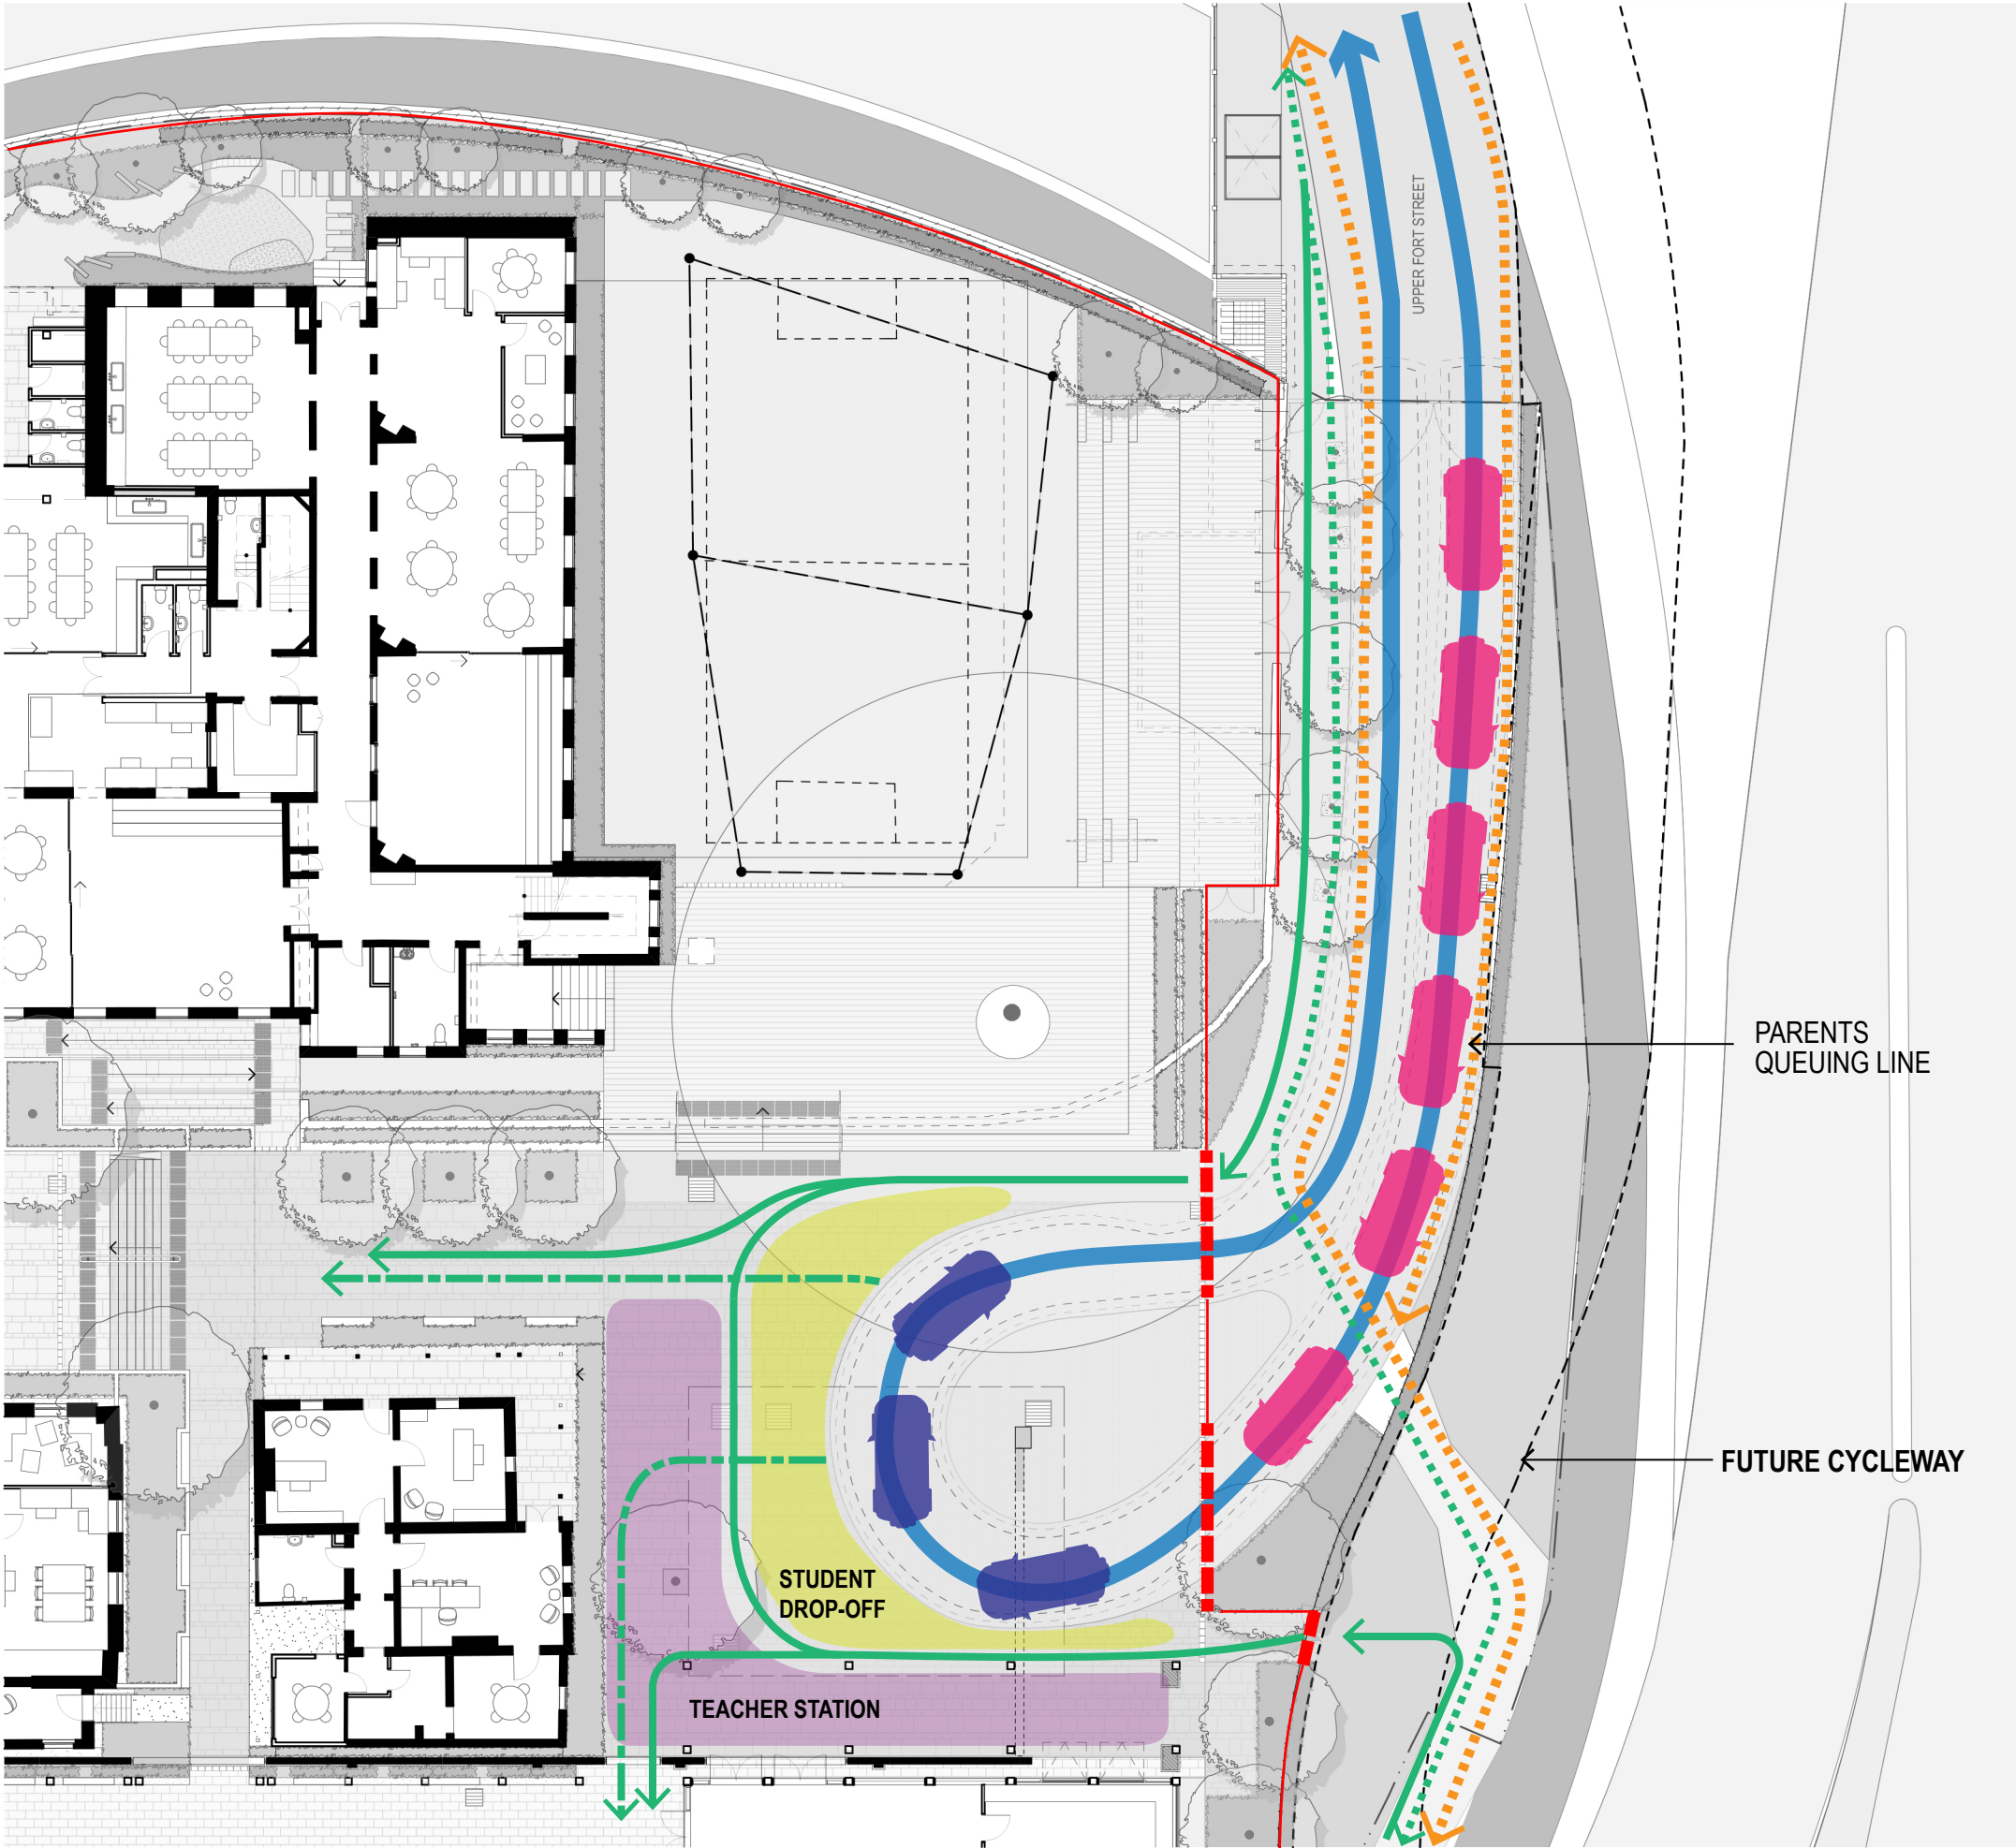 UPPER FORT STREET
PARENTS
QUEUING LINE
FUTURE CYCLEWAY
STUDENT
DROP-OFF
TEACHER STATION